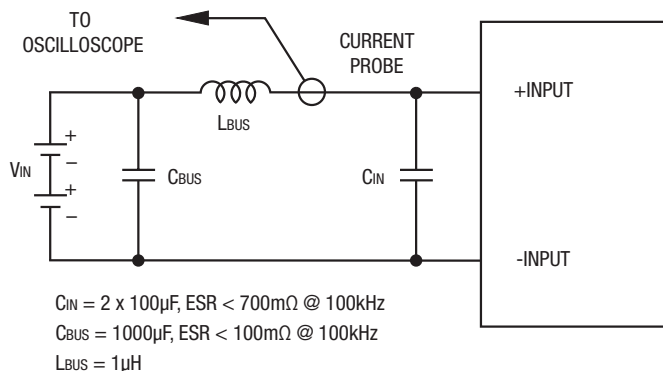 TO
OSCILLOSCOPE
CURRENT
PROBE
+INPUT
LBUS
+
VIN
−
+
−
CBUS
CIN
-INPUT
CIN = 2 x 100µF, ESR < 700mΩ @ 100kHz
CBUS = 1000µF, ESR < 100mΩ @ 100kHz
LBUS = 1µH